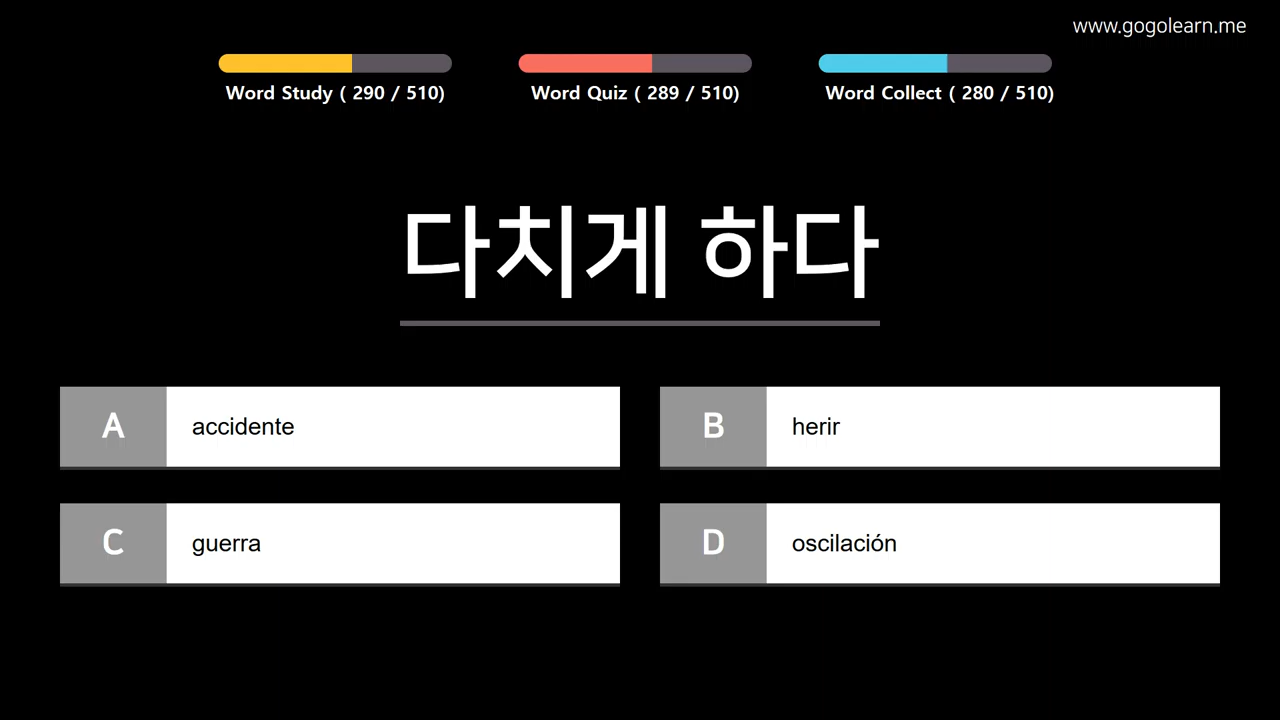 www.gogolearn.me
Word Study ( 290 / 510)
Word Quiz ( 289 / 510)
Word Collect ( 280 / 510)
다치게 하다
A accidente
B herir
C guerra
D oscilación